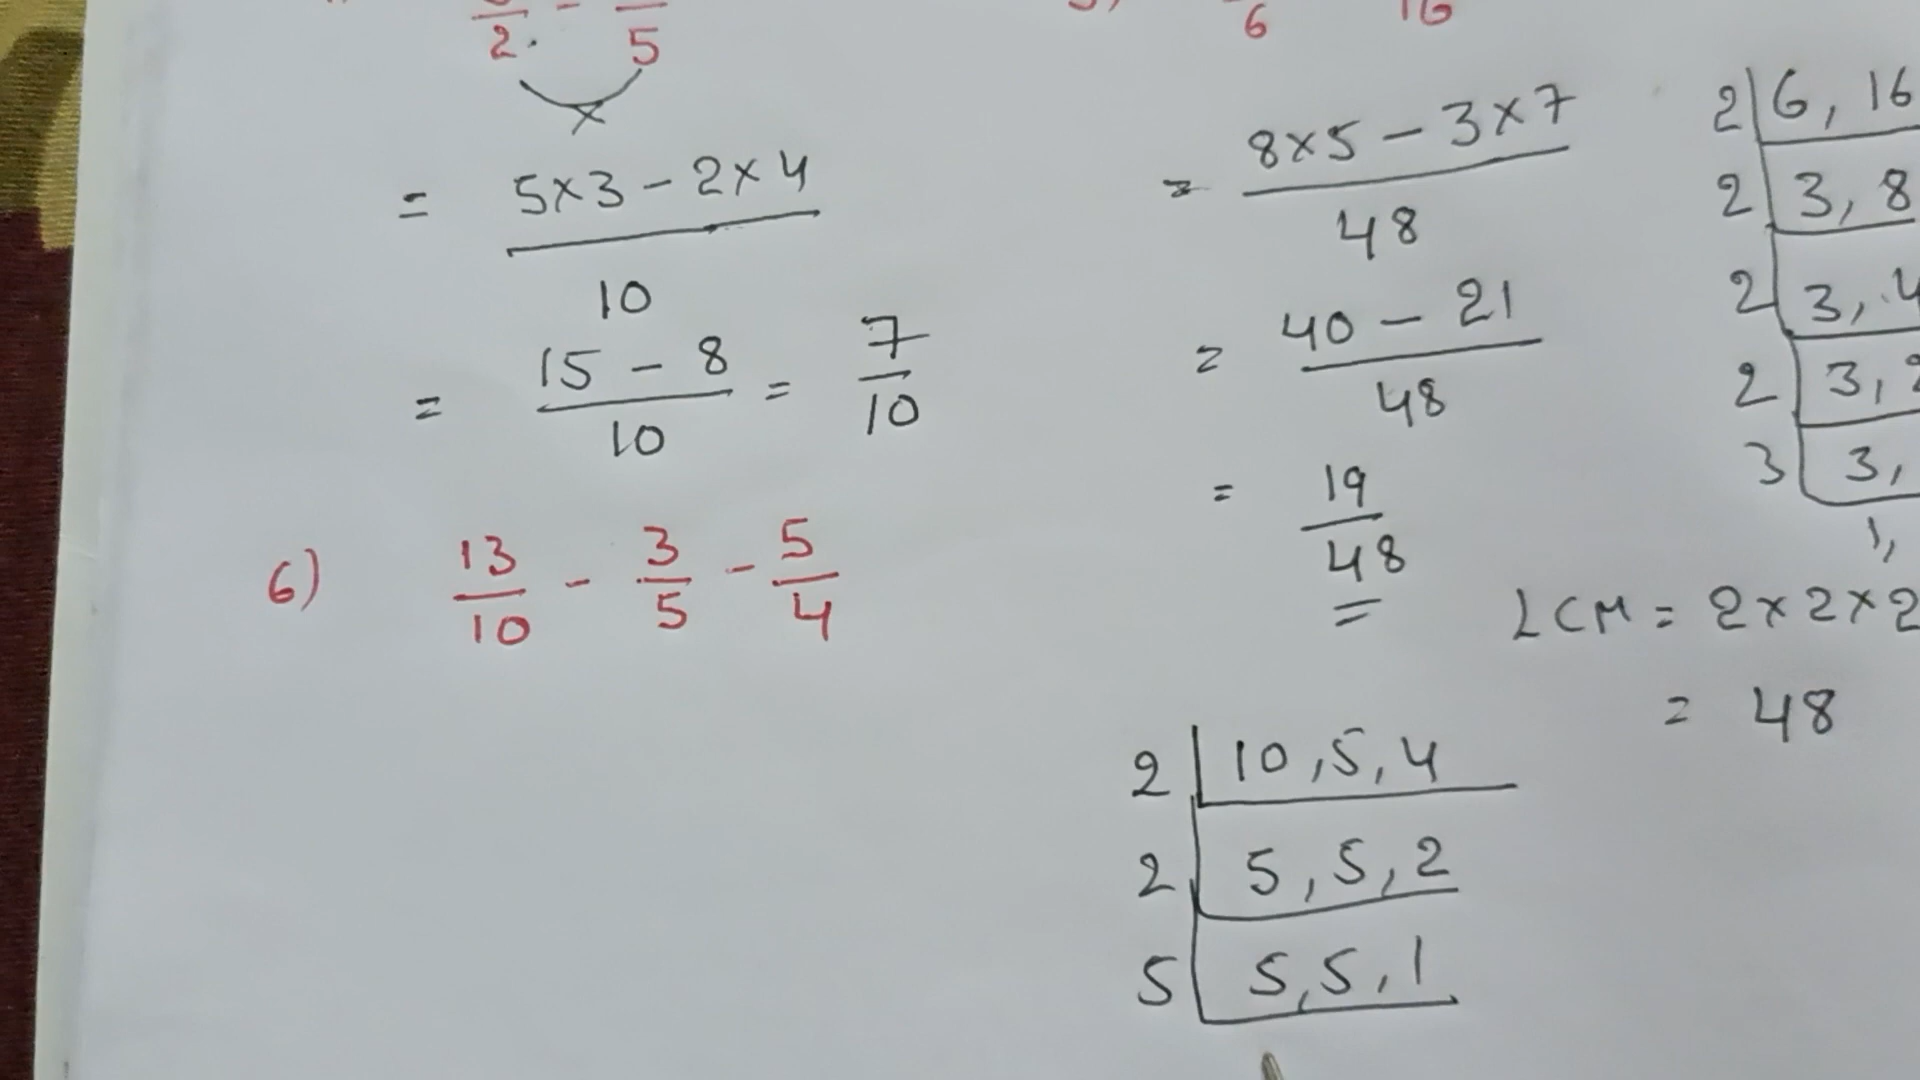 2 5
= 5×3 - 2×4 / 10
= 15 - 8 / 10 = 7/10
6) 13/10 - 3/5 - 5/4
6 16
= 8×5 - 3×7 / 48
= 40 - 21 / 48
= 19/48
=
2 | 6, 16
2 | 3, 8
2 | 3, 4
2 | 3, 2
3 | 3,
1,
LCM = 2×2×2
= 48
2 | 10, 5, 4
2 | 5, 5, 2
5 | 5, 5, 1